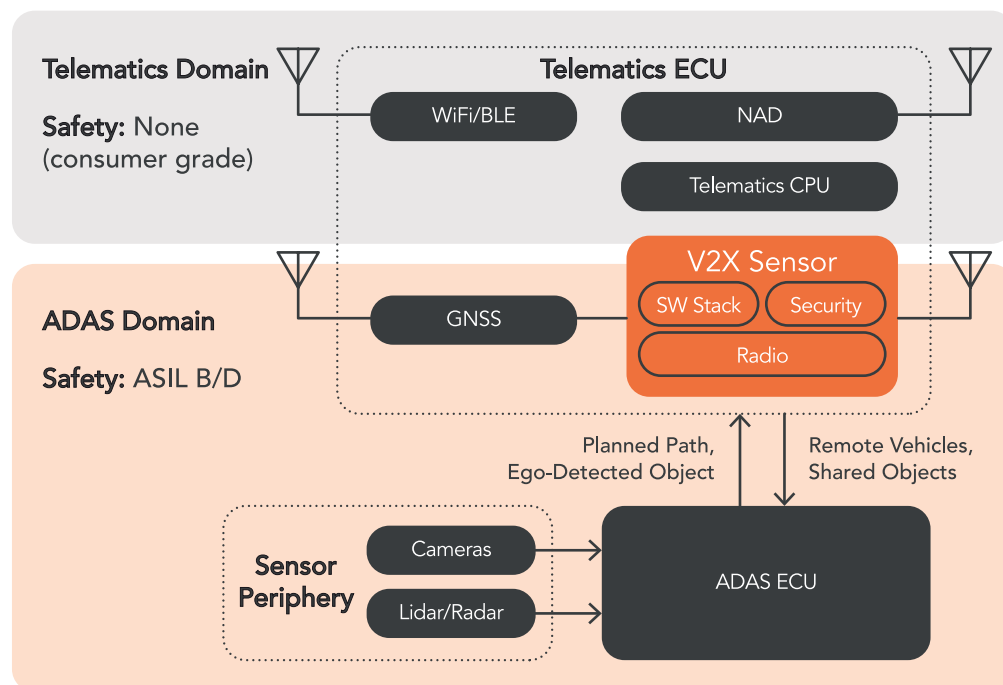 Telematics Domain
Safety: None
(consumer grade)
Telematics ECU
WiFi/BLE
NAD
Telematics CPU
V2X Sensor
SW Stack
Security
Radio
GNSS
ADAS Domain
Safety: ASIL B/D
Planned Path,
Ego-Detected Object
Remote Vehicles,
Shared Objects
Sensor
Periphery
Cameras
Lidar/Radar
ADAS ECU